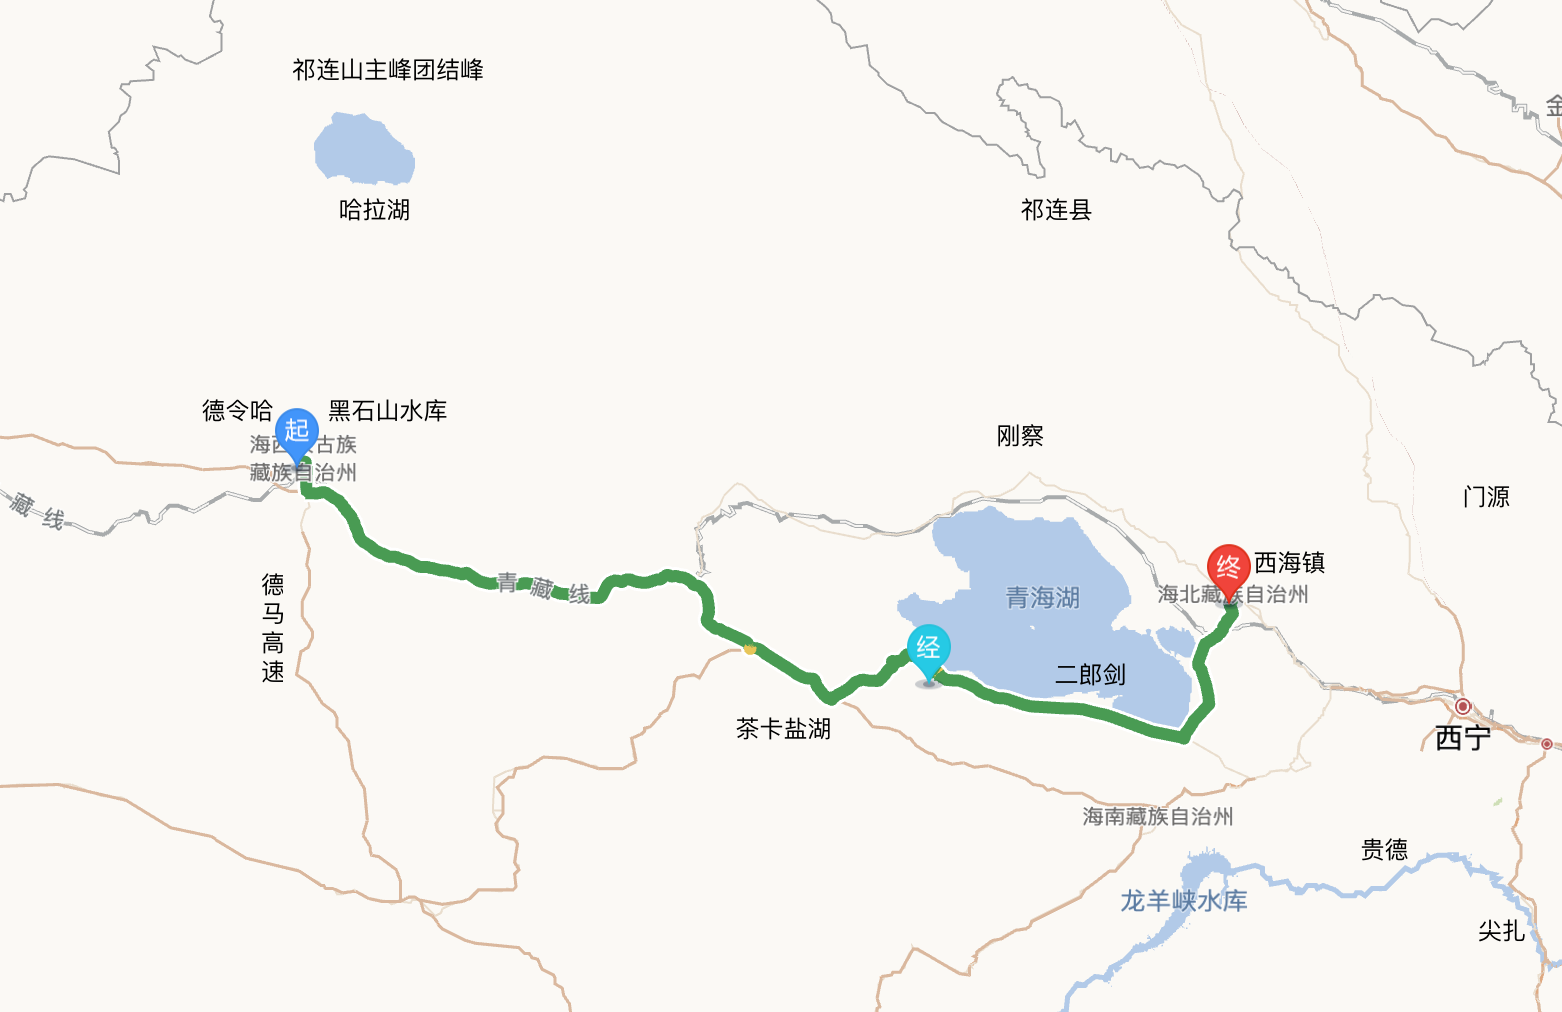 祁连山主峰团结峰
金
哈拉湖
祁连县
德令哈
黑石山水库
起
海西
古族
藏族自治州
刚察
门源
藏线
德马高速
青藏线
青海湖
终
西海镇
海北藏族自治州
经
二郎剑
茶卡盐湖
西宁
海南藏族自治州
贵德
龙羊峡水库
尖扎